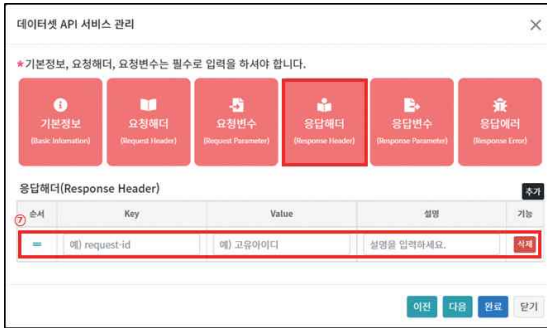 데이터셋 API 서비스 관리
*기본정보, 요청해더, 요청변수는 필수로 입력을 하셔야 합니다.
기본정보 요청해더 요청변수 응답해더 응답변수 응답에러
(Basic Infomation) (Request Header) (Request Parameter) (Response Header) (Response Parameter) (Response Error)
응답해더(Response Header) 추가
⑦ 순서 Key Value 설명 기능
예) request-id 예) 고유아이디 설명을 입력하세요. 삭제
이전 다음 완료 닫기